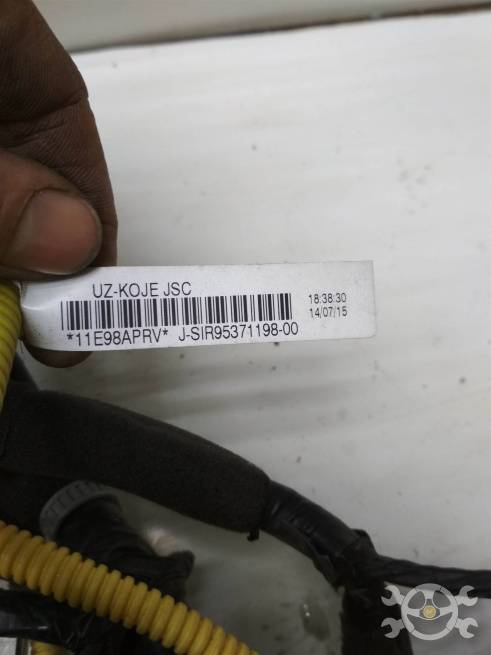 UZ-KOJE JSC
18:38:30
14/07/15
*11E98APRV* J-SIR95371198-00